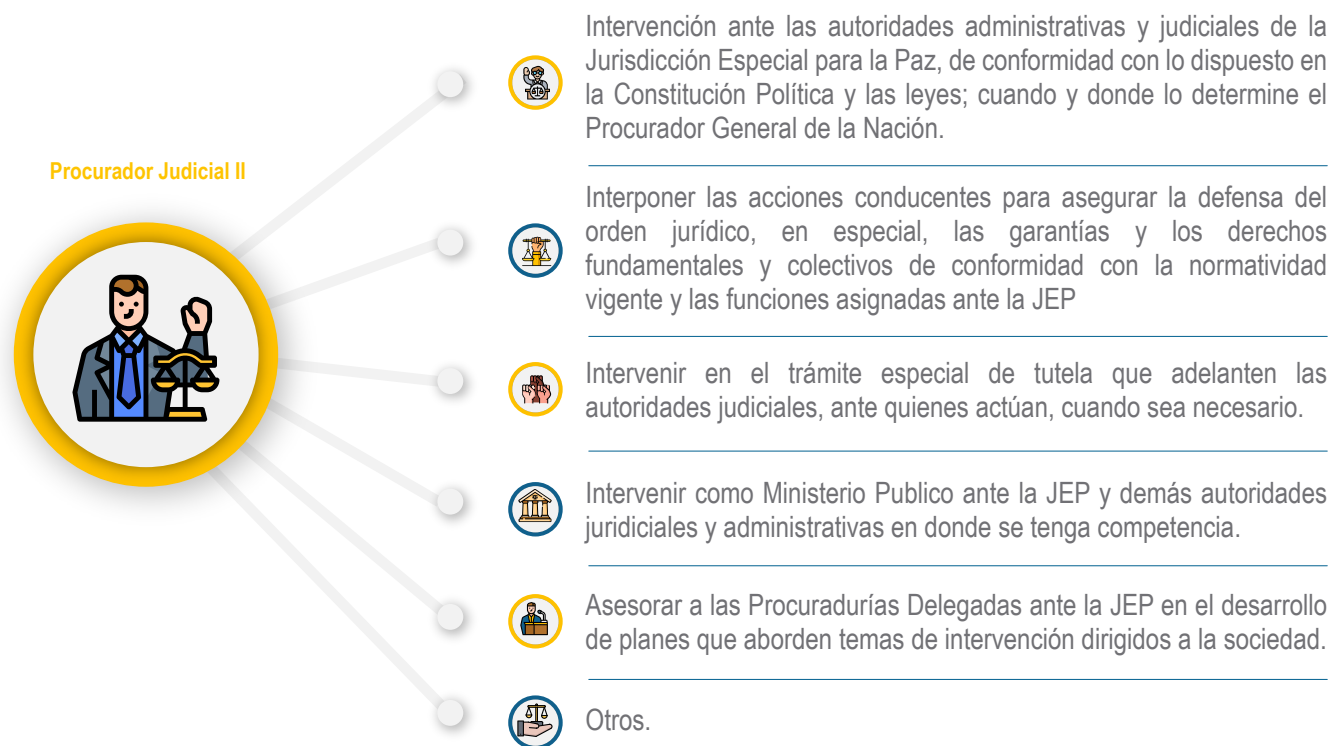 Procurador Judicial II
Intervención ante las autoridades administrativas y judiciales de la
Jurisdicción Especial para la Paz, de conformidad con lo dispuesto en
la Constitución Política y las leyes; cuando y donde lo determine el
Procurador General de la Nación.
Interponer las acciones conducentes para asegurar la defensa del
orden jurídico, en especial, las garantías y los derechos
fundamentales y colectivos de conformidad con la normatividad
vigente y las funciones asignadas ante la JEP
Intervenir en el trámite especial de tutela que adelanten las
autoridades judiciales, ante quienes actúan, cuando sea necesario.
Intervenir como Ministerio Publico ante la JEP y demás autoridades
juridiciales y administrativas en donde se tenga competencia.
Asesorar a las Procuradurías Delegadas ante la JEP en el desarrollo
de planes que aborden temas de intervención dirigidos a la sociedad.
Otros.